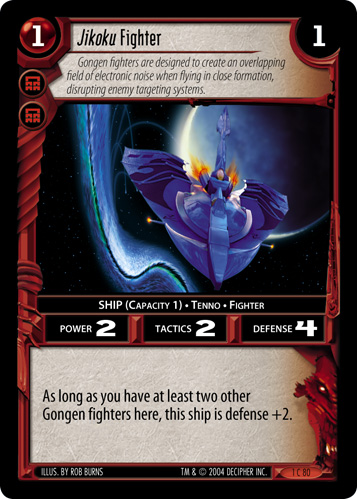 1 Jikoku Fighter 1
Gongen fighters are designed to create an overlapping
field of electronic noise when flying in close formation,
disrupting enemy targeting systems.
SHIP (CAPACITY 1) • TENNO • FIGHTER
POWER 2 TACTICS 2 DEFENSE 4
As long as you have at least two other
Gongen fighters here, this ship is defense +2.
ILLUS. BY ROB BURNS TM & © 2004 DECIPHER INC. 1 C 80